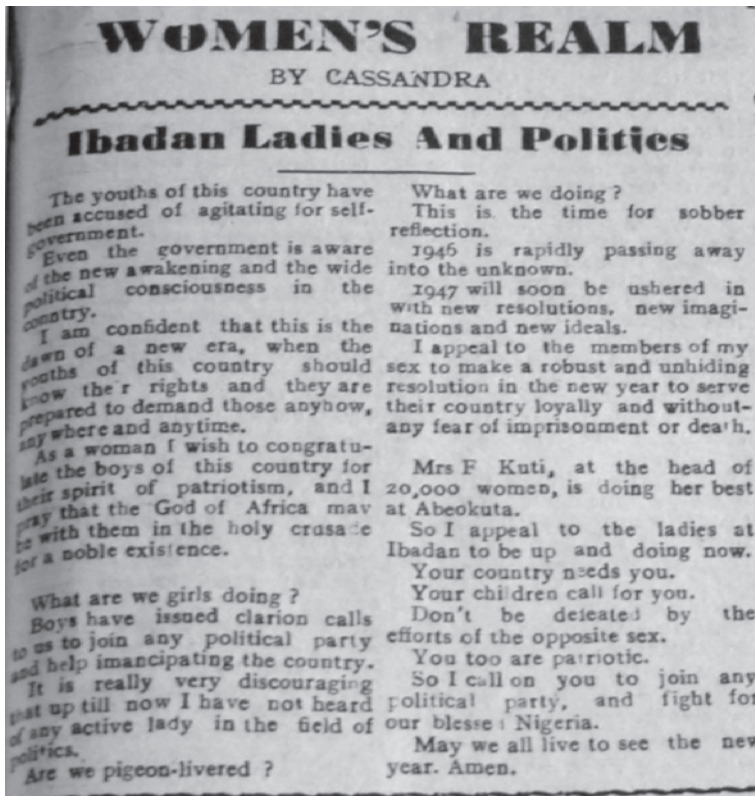 WOMEN'S REALM
BY CASSANDRA
Ibadan Ladies And Politics
The youths of this country have
been accused of agitating for self-
government.
Even the government is aware
of the new awakening and the wide
political consciousness in the
country.
I am confident that this is the
dawn of a new era, when the
youths of this country should
know the'r rights and they are
prepared to demand those anyhow,
anywhere and anytime.
As a woman I wish to congratu-
late the boys of this country for
their spirit of patriotism, and I
pray that the God of Africa may
be with them in the holy crusade
for a noble existence.
What are we girls doing ?
Boys have issued clarion calls
to us to join any political party
and help imancipating the country.
It is really very discouraging
that up till now I have not heard
of any active lady in the field of
politics.
Are we pigeon-livered ?
What are we doing ?
This is the time for sobber
reflection.
1946 is rapidly passing away
into the unknown.
1947 will soon be ushered in
with new resolutions, new imagi-
nations and new ideals.
I appeal to the members of my
sex to make a robust and unhiding
resolution in the new year to serve
their country loyally and without-
any fear of imprisonment or death.
Mrs F Kuti, at the head of
20,000 women, is doing her best
at Abeokuta.
So I appeal to the ladies at
Ibadan to be up and doing now.
Your country needs you.
Your children call for you.
Don't be defeated by the
efforts of the opposite sex.
You too are patriotic.
So I call on you to join any
political party, and fight for
our blessed Nigeria.
May we all live to see the new
year. Amen.